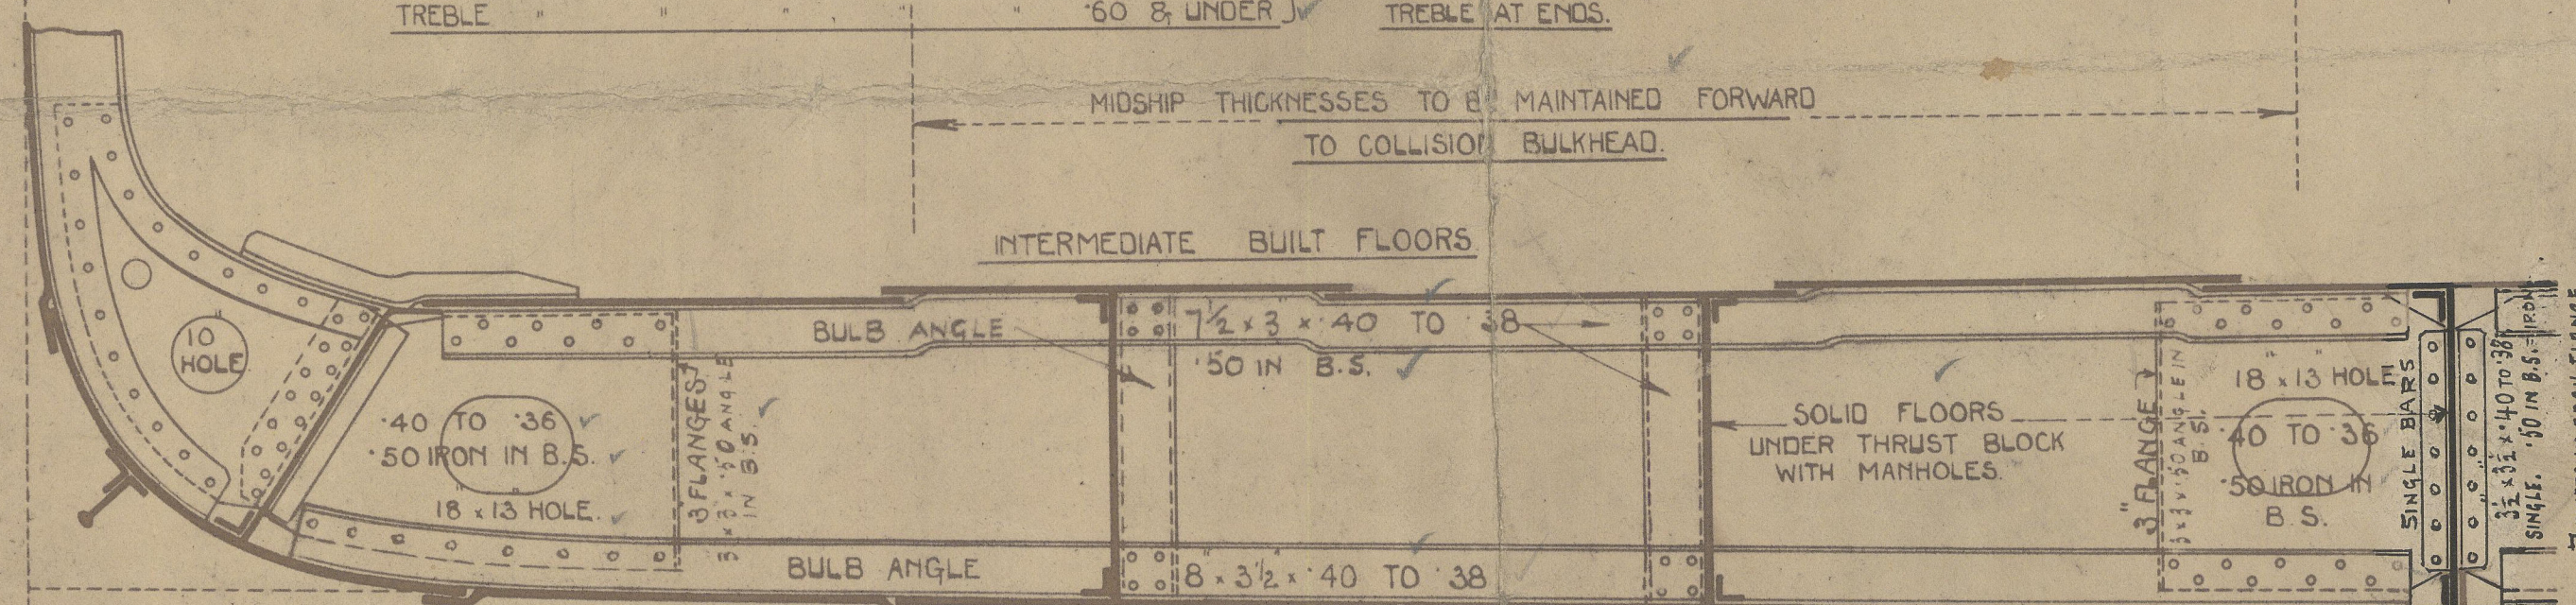 TREBLE " " " " " ·60 & UNDER
TREBLE AT ENDS.
MIDSHIP THICKNESSES TO BE MAINTAINED FORWARD
TO COLLISION BULKHEAD.
INTERMEDIATE BUILT FLOORS
10"
HOLE
BULB ANGLE
7½ × 3 × ·40 TO ·38
·50 IN B.S.
·40 TO ·36
·50 IRON IN B.S.
18" × 13" HOLE.
3" FLANGES
3 × 3 × ·50 ANGLE
IN B.S.
SOLID FLOORS
UNDER THRUST BLOCK
WITH MANHOLES.
3" FLANGE
3 × 3 × ·50 ANGLE IN
B.S.
18" × 13" HOLE
·40 TO ·36
·50 IRON IN
B.S.
SINGLE BARS
3½ × 3½ × ·40 TO ·38
SINGLE. ·50 IN B.S. = IRON
BULB ANGLE
8" × 3½" × ·40 TO ·38